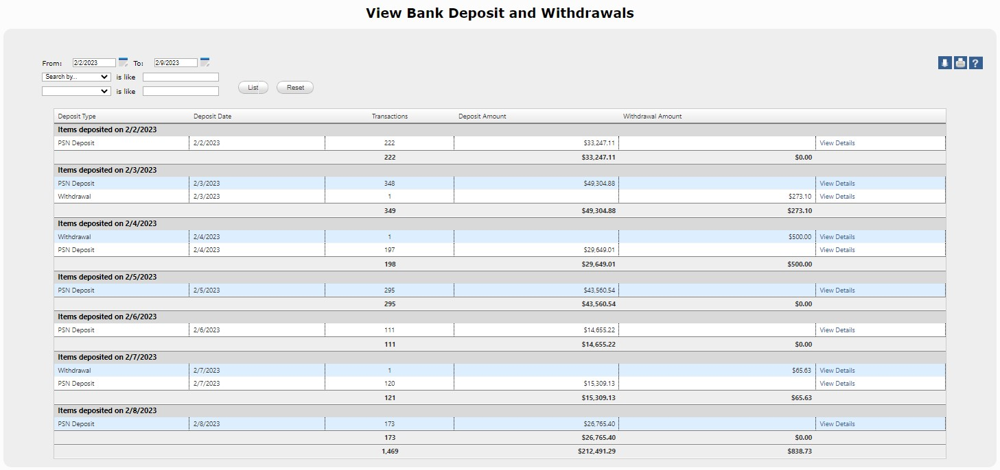 View Bank Deposit and Withdrawals
From: 2/2/2023 To: 2/9/2023
Search by... is like
is like List Reset
?
Deposit Type Deposit Date Transactions Deposit Amount Withdrawal Amount
Items deposited on 2/2/2023
PSN Deposit 2/2/2023 222 $33,247.11 View Details
222 $33,247.11 $0.00
Items deposited on 2/3/2023
PSN Deposit 2/3/2023 348 $49,304.88 View Details
Withdrawal 2/3/2023 1 $273.10 View Details
349 $49,304.88 $273.10
Items deposited on 2/4/2023
Withdrawal 2/4/2023 1 $500.00 View Details
PSN Deposit 2/4/2023 197 $29,649.01 View Details
198 $29,649.01 $500.00
Items deposited on 2/5/2023
PSN Deposit 2/5/2023 295 $43,560.54 View Details
295 $43,560.54 $0.00
Items deposited on 2/6/2023
PSN Deposit 2/6/2023 111 $14,655.22 View Details
111 $14,655.22 $0.00
Items deposited on 2/7/2023
Withdrawal 2/7/2023 1 $65.63 View Details
PSN Deposit 2/7/2023 120 $15,309.13 View Details
121 $15,309.13 $65.63
Items deposited on 2/8/2023
PSN Deposit 2/8/2023 173 $26,765.40 View Details
173 $26,765.40 $0.00
1,469 $212,491.29 $838.73